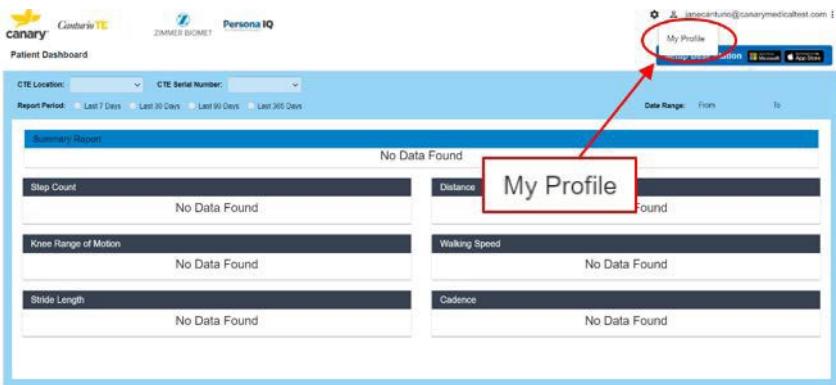 canary Canturio TE ZIMMER BIOMET Persona IQ
janecanturio@canarymedicaltest.com
My Profile
Patient Dashboard
Setup Base Station Microsoft App Store
CTE Location: CTE Serial Number:
Report Period: Last 7 Days Last 30 Days Last 90 Days Last 365 Days Date Range: From To
Summary Report
No Data Found
My Profile
Step Count
No Data Found
Distance
Found
Knee Range of Motion
No Data Found
Walking Speed
No Data Found
Stride Length
No Data Found
Cadence
No Data Found